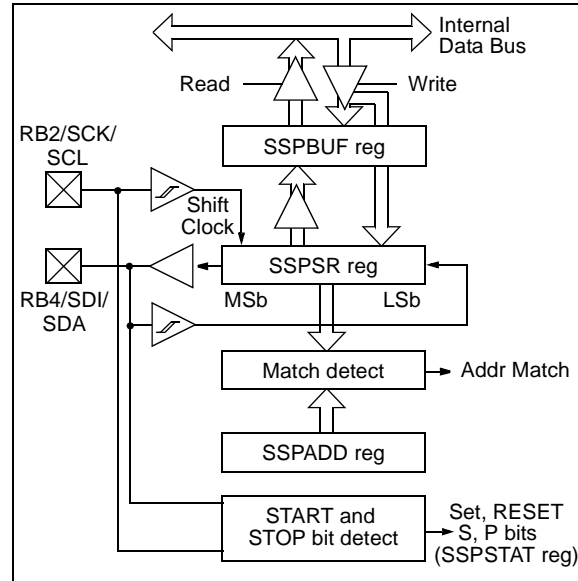 Internal
Data Bus
Read
Write
SSPBUF reg
RB2/SCK/
SCL
Shift
Clock
SSPSR reg
MSb
LSb
RB4/SDI/
SDA
Match detect
Addr Match
SSPADD reg
START and
STOP bit detect
Set, RESET
S, P bits
(SSPSTAT reg)